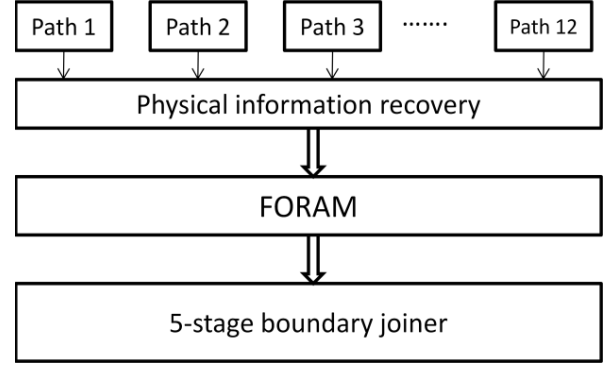 Path 1 Path 2 Path 3 ……. Path 12
Physical information recovery
FORAM
5-stage boundary joiner